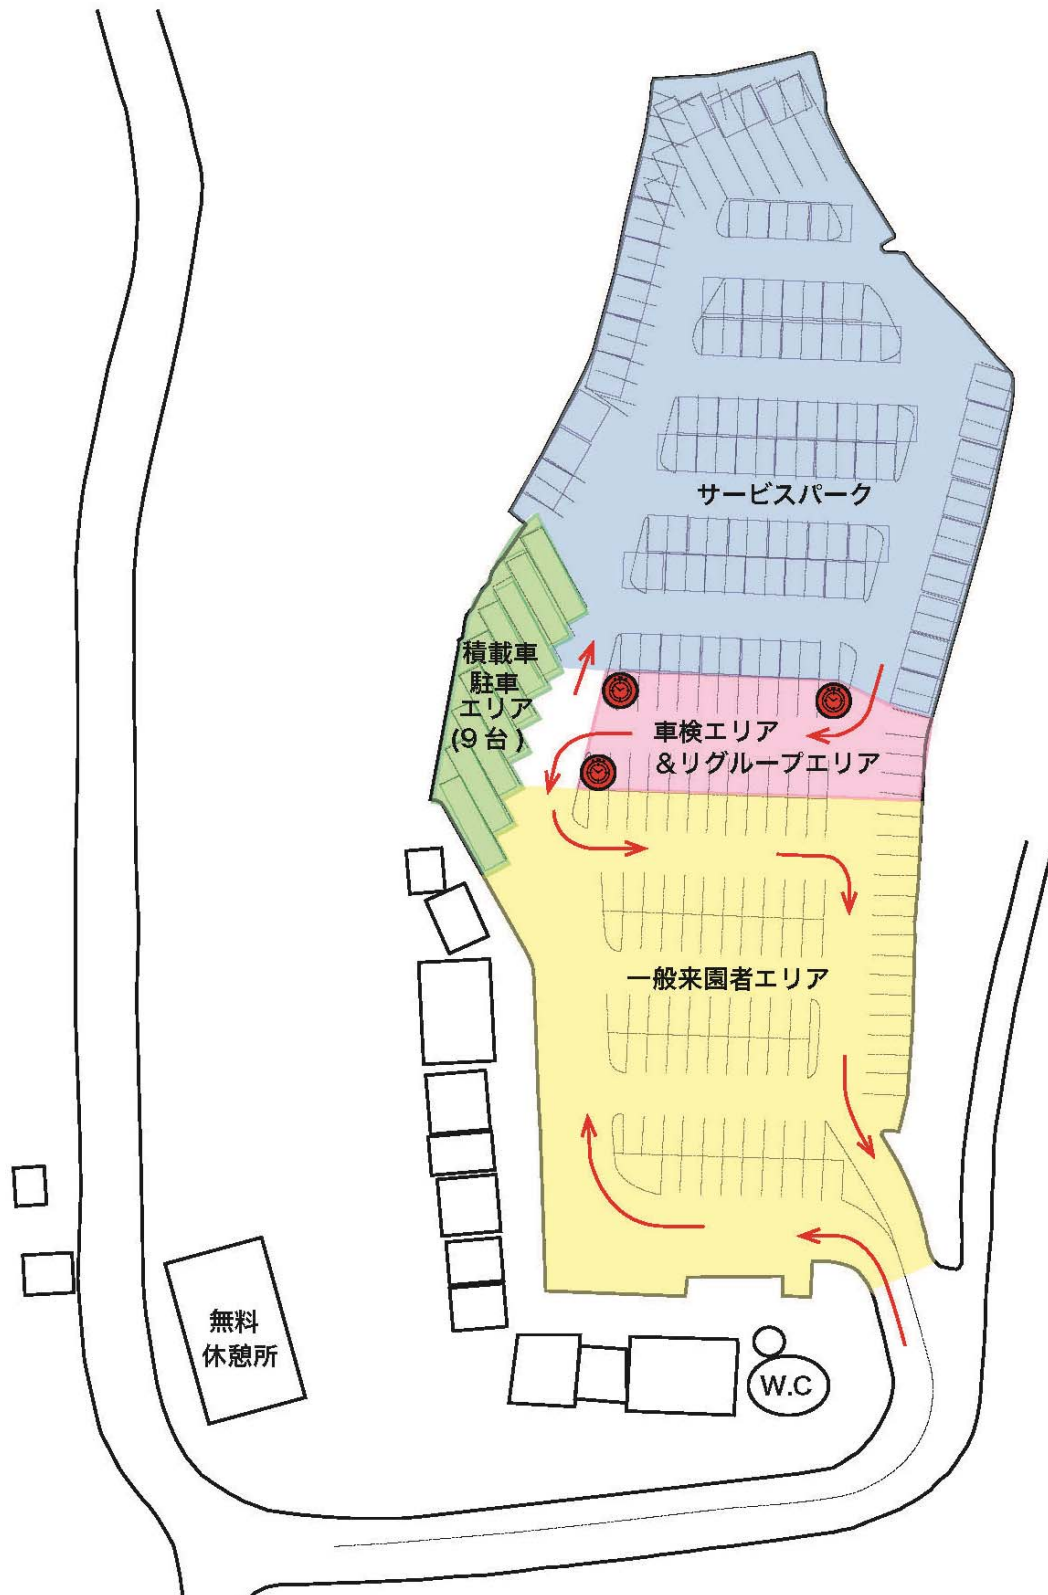 サービスパーク
積載車
駐車
エリア
(9台)
車検エリア
&リグループエリア
一般来園者エリア
無料
休憩所
W.C